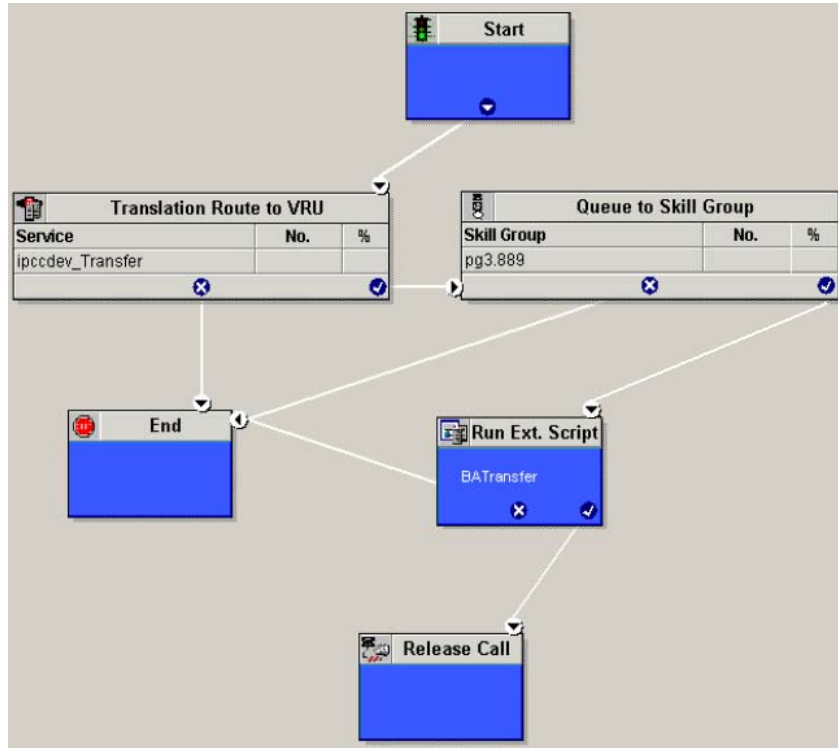 Start
Translation Route to VRU
Service No. %
ipccdev_Transfer
Queue to Skill Group
Skill Group No. %
pg3.889
End
Run Ext. Script
BATransfer
Release Call